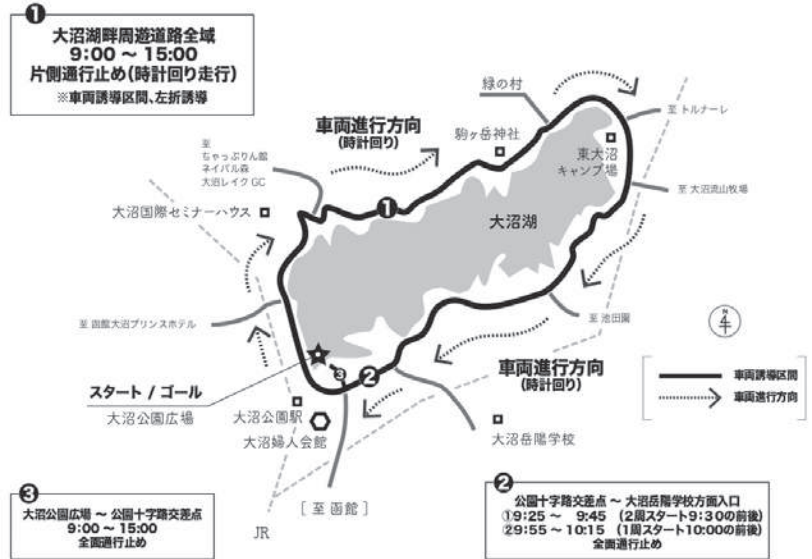 ❶
大沼湖畔周遊道路全域
9:00 ~ 15:00
片側通行止め(時計回り走行)
※車両誘導区間、左折誘導
緑の村
車両進行方向
(時計回り)
駒ヶ岳神社
至 トルナーレ
東大沼
キャンプ場
至
ちゃっぷりん館
ネイパル森
大沼レイクGC
至 大沼流山牧場
大沼国際セミナーハウス
❶
大沼湖
至 函館大沼プリンスホテル
至 池田園
N
車両進行方向
(時計回り)
車両誘導区間
車両進行方向
❸
❷
スタート / ゴール
大沼公園広場
大沼公園駅
大沼婦人会館
大沼岳陽学校
[ 至 函館 ]
JR
❸
大沼公園広場 ~ 公園十字路交差点
9:00 ~ 15:00
全面通行止め
❷
公園十字路交差点 ~ 大沼岳陽学校方面入口
①9:25 ~ 9:45 (2周スタート9:30の前後)
②9:55 ~ 10:15 (1周スタート10:00の前後)
全面通行止め